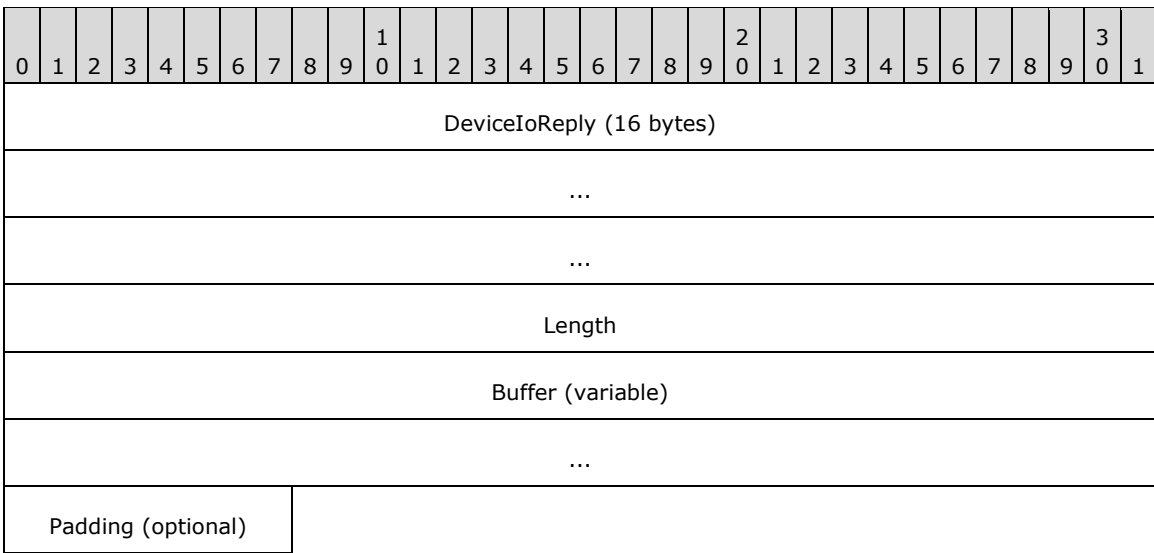 1 2 3
0 1 2 3 4 5 6 7 8 9 0 1 2 3 4 5 6 7 8 9 0 1 2 3 4 5 6 7 8 9 0 1
DeviceIoReply (16 bytes)
...
...
Length
Buffer (variable)
...
Padding (optional)